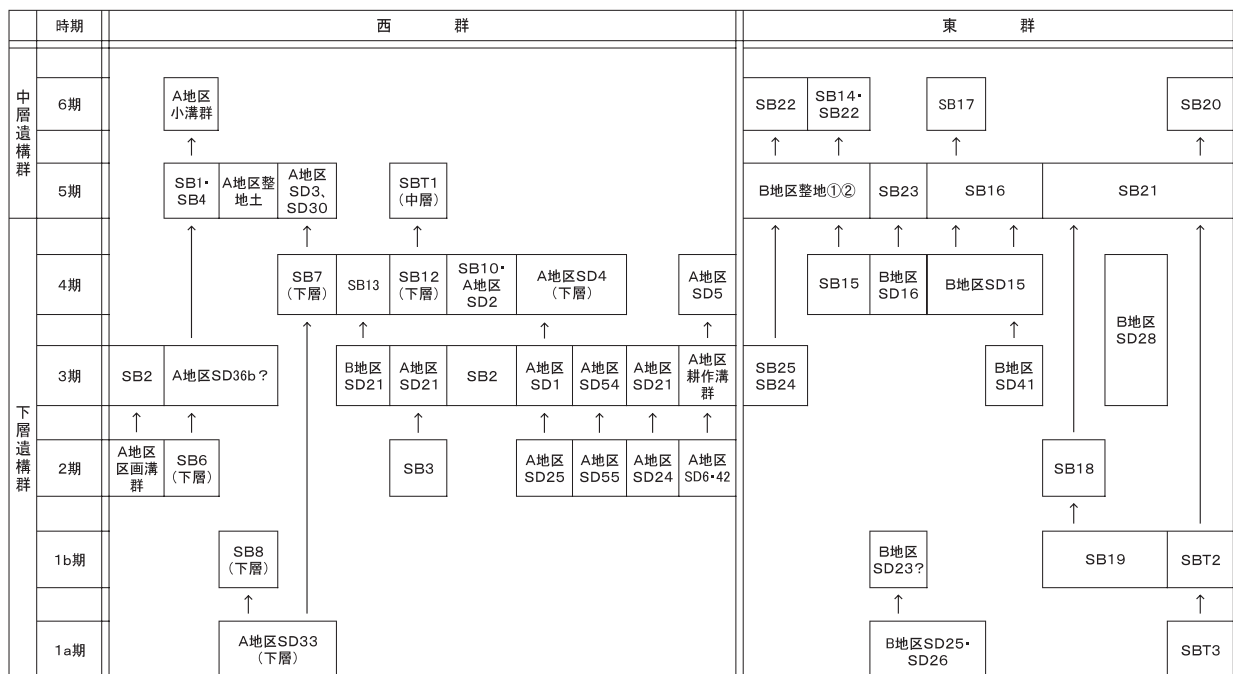 時期
西 群
東 群
中層遺構群
6期
A地区
小溝群
SB22
SB14・
SB22
SB17
SB20
5期
SB1・
SB4
A地区整
地土
A地区
SD3、
SD30
SBT1
(中層)
B地区整地①②
SB23
SB16
SB21
下層遺構群
4期
SB7
(下層)
SB13
SB12
(下層)
SB10・
A地区
SD2
A地区SD4
(下層)
A地区
SD5
SB15
B地区
SD16
B地区SD15
B地区
SD28
3期
SB2
A地区SD36b?
B地区
SD21
A地区
SD21
SB2
A地区
SD1
A地区
SD54
A地区
SD21
A地区
耕作溝
群
SB25
SB24
B地区
SD41
2期
A地区
区画溝
群
SB6
(下層)
SB3
A地区
SD25
A地区
SD55
A地区
SD24
A地区
SD6・42
SB18
1b期
SB8
(下層)
B地区
SD23?
SB19
SBT2
1a期
A地区SD33
(下層)
B地区SD25・
SD26
SBT3